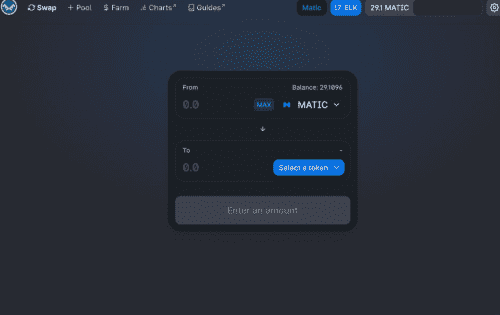 Swap Pool Farm Charts Guides Matic 17 ELK 29.1 MATIC
From Balance: 29.1096
0.0 MAX MATIC
To -
0.0 Select a token
Enter an amount